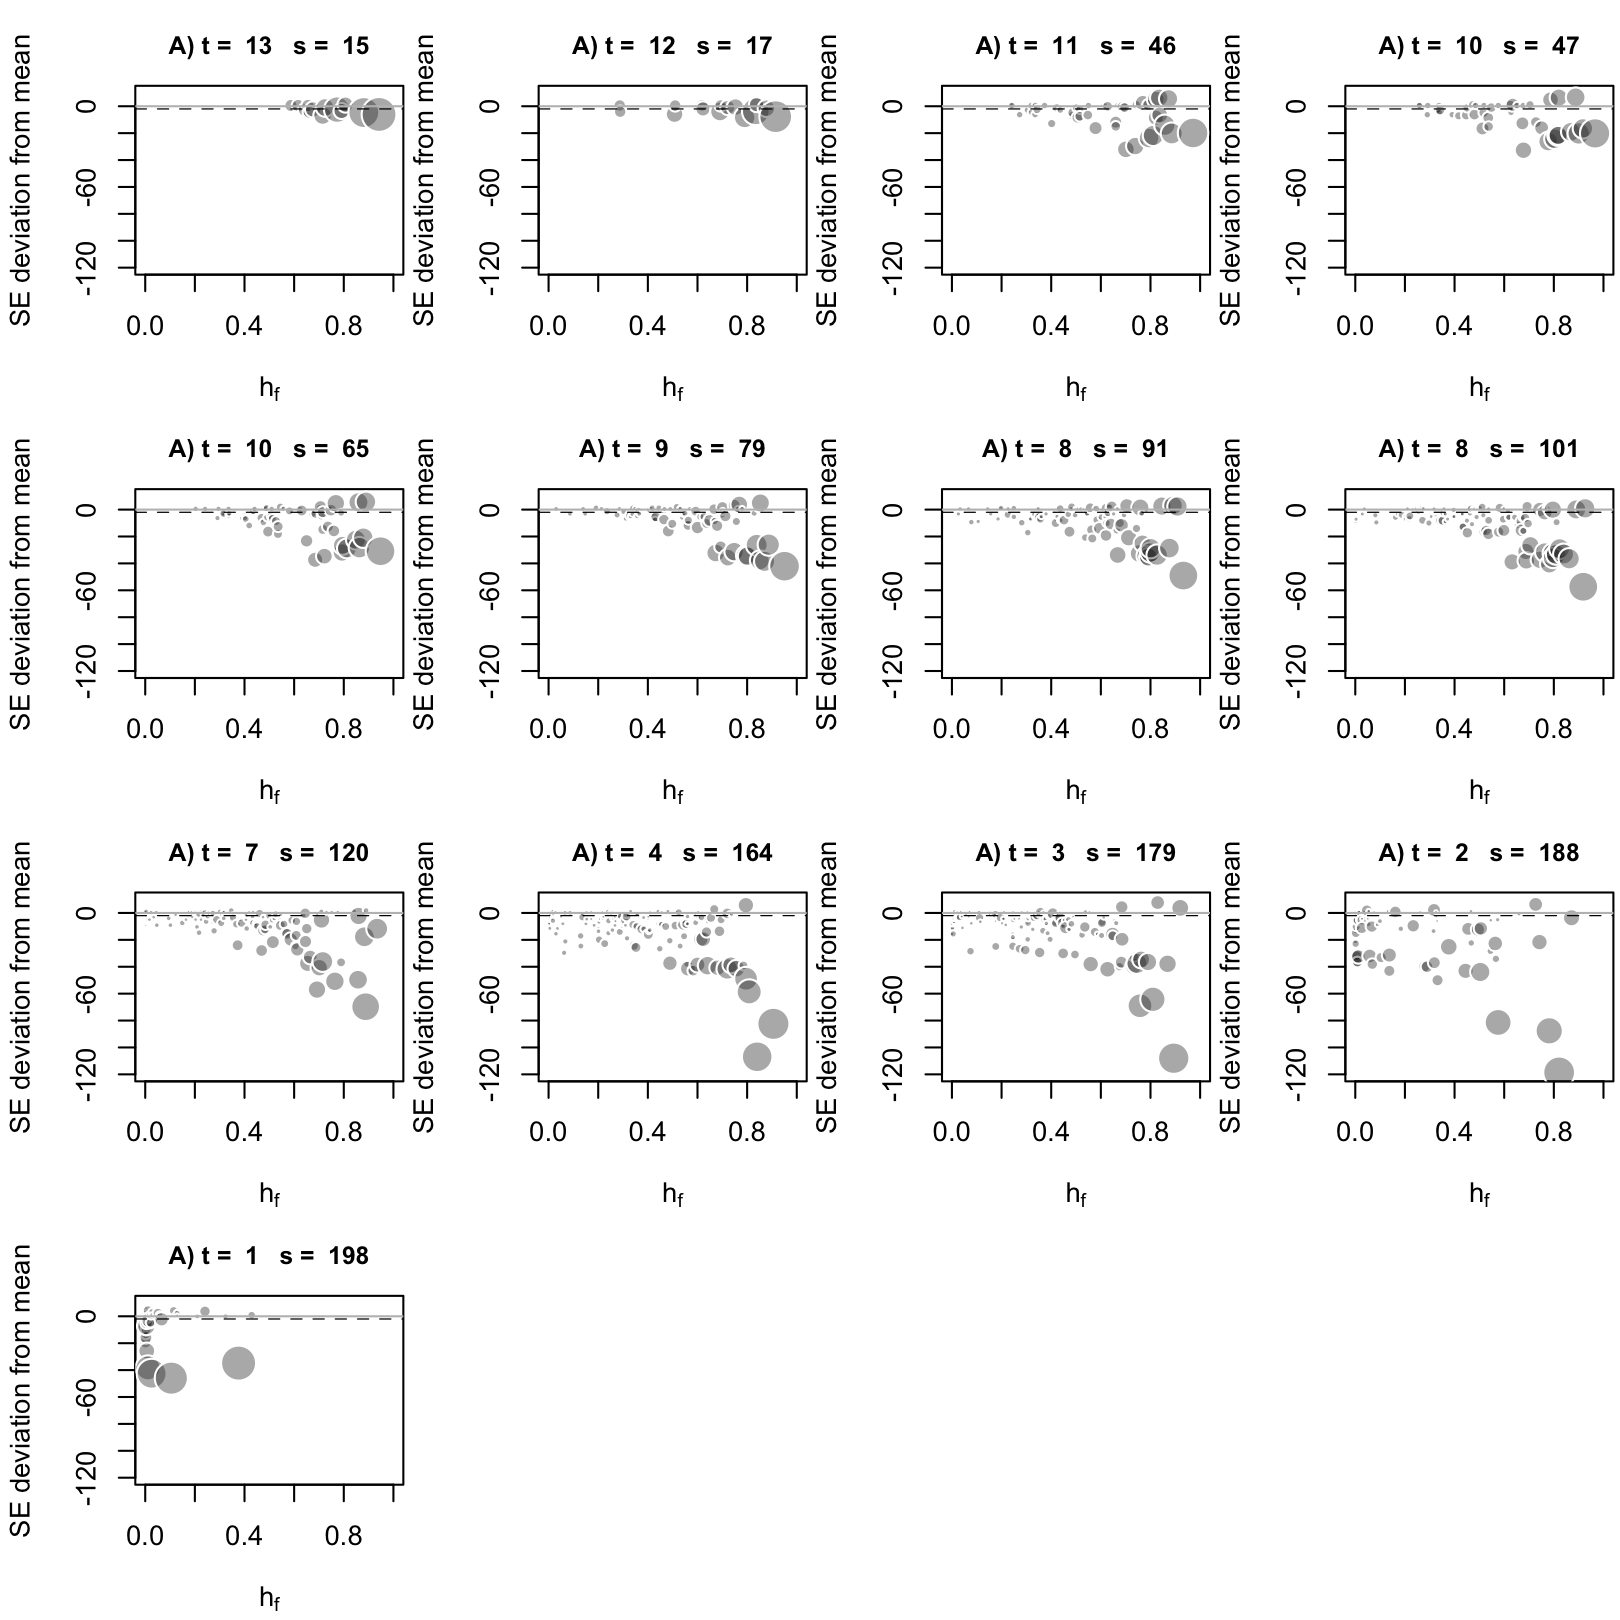 A) t = 13 s = 15
SE deviation from mean
0
-60
-120
0.0 0.4 0.8
hf
A) t = 12 s = 17
SE deviation from mean
0
-60
-120
0.0 0.4 0.8
hf
A) t = 11 s = 46
SE deviation from mean
0
-60
-120
0.0 0.4 0.8
hf
A) t = 10 s = 47
SE deviation from mean
0
-60
-120
0.0 0.4 0.8
hf
A) t = 10 s = 65
SE deviation from mean
0
-60
-120
0.0 0.4 0.8
hf
A) t = 9 s = 79
SE deviation from mean
0
-60
-120
0.0 0.4 0.8
hf
A) t = 8 s = 91
SE deviation from mean
0
-60
-120
0.0 0.4 0.8
hf
A) t = 8 s = 101
SE deviation from mean
0
-60
-120
0.0 0.4 0.8
hf
A) t = 7 s = 120
SE deviation from mean
0
-60
-120
0.0 0.4 0.8
hf
A) t = 4 s = 164
SE deviation from mean
0
-60
-120
0.0 0.4 0.8
hf
A) t = 3 s = 179
SE deviation from mean
0
-60
-120
0.0 0.4 0.8
hf
A) t = 2 s = 188
SE deviation from mean
0
-60
-120
0.0 0.4 0.8
hf
A) t = 1 s = 198
SE deviation from mean
0
-60
-120
0.0 0.4 0.8
hf